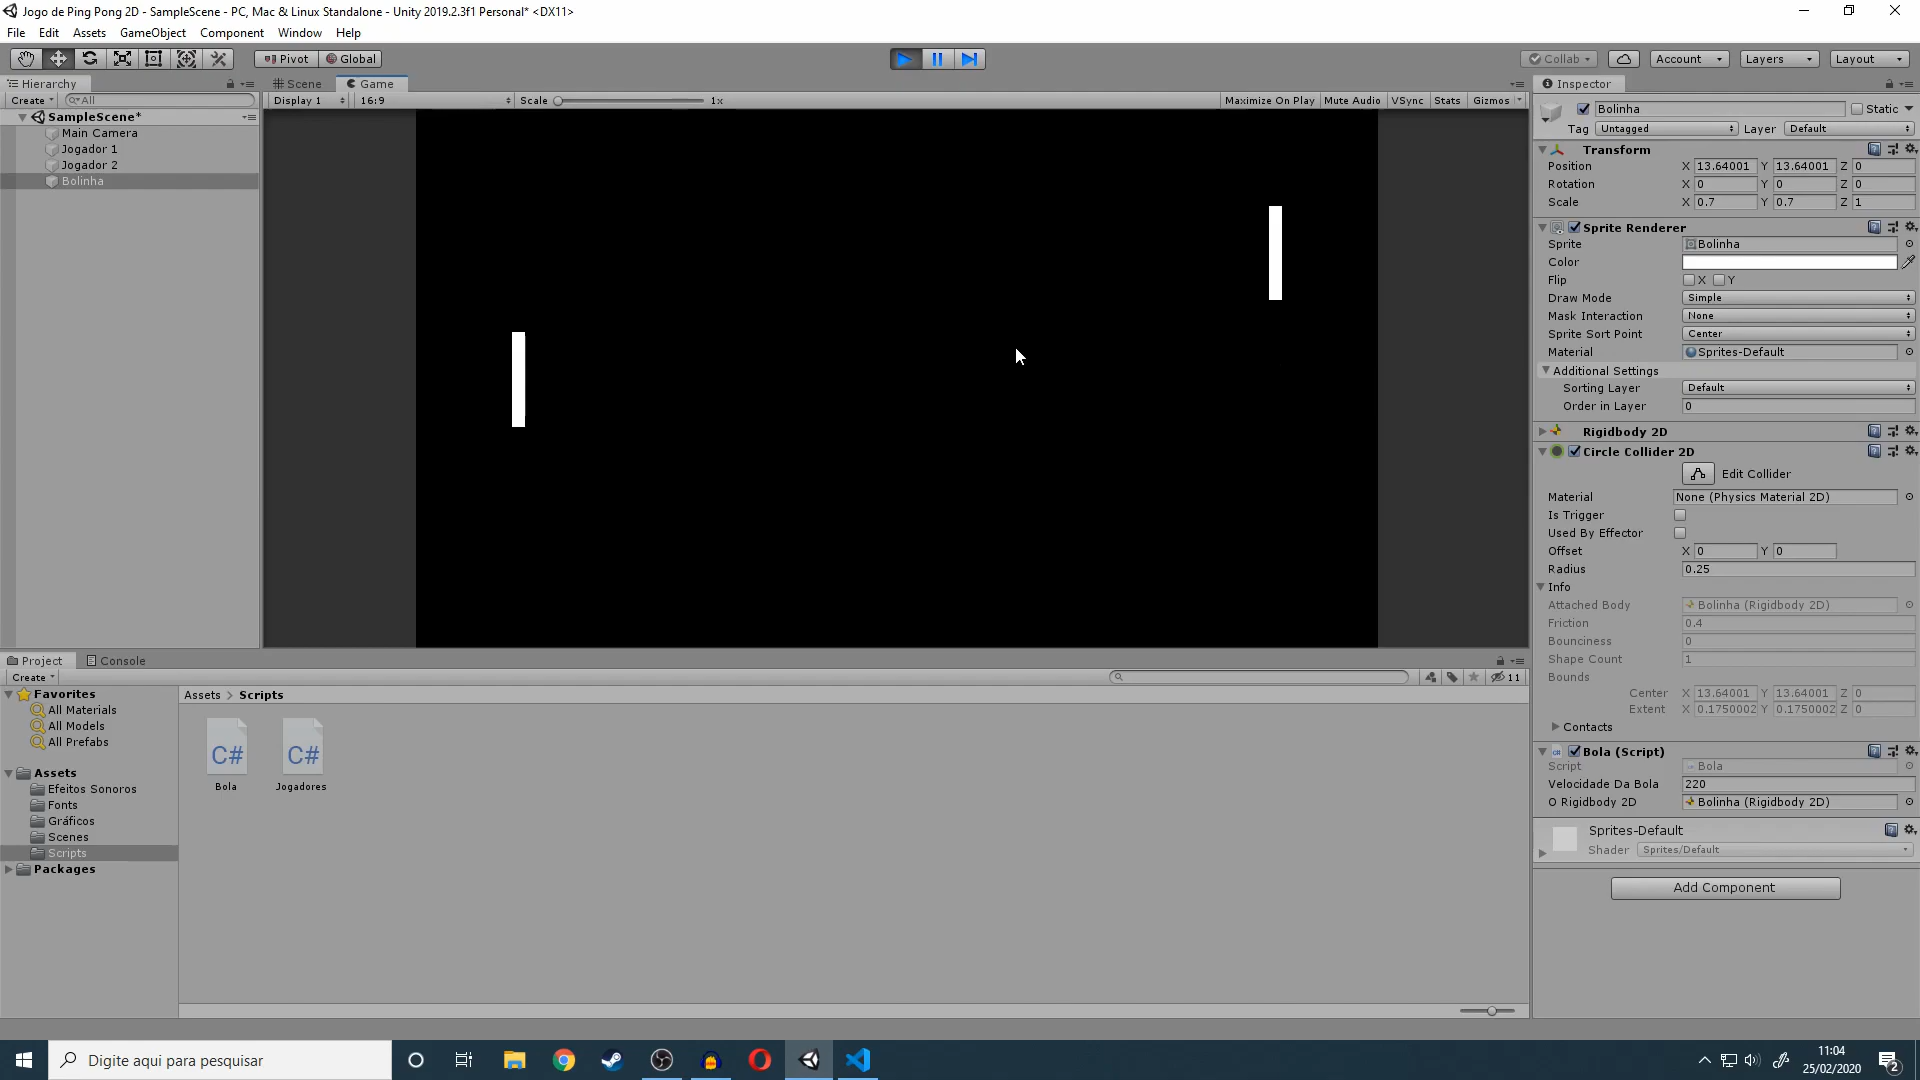 Jogo de Ping Pong 2D - SampleScene - PC, Mac & Linux Standalone - Unity 2019.2.3f1 Personal* <DX11>
File Edit Assets GameObject Component Window Help
Pivot Global Collab Account Layers Layout
Hierarchy
Create All
SampleScene*
Main Camera
Jogador 1
Jogador 2
Bolinha
Scene Game
Display 1 16:9 Scale 1x Maximize On Play Mute Audio VSync Stats Gizmos
Inspector
Bolinha Static
Tag Untagged Layer Default
Transform
Position X 13.64001 Y 13.64001 Z 0
Rotation X 0 Y 0 Z 0
Scale X 0.7 Y 0.7 Z 1
Sprite Renderer
Sprite Bolinha
Color
Flip X Y
Draw Mode Simple
Mask Interaction None
Sprite Sort Point Center
Material Sprites-Default
Additional Settings
Sorting Layer Default
Order in Layer 0
Rigidbody 2D
Circle Collider 2D
Edit Collider
Material None (Physics Material 2D)
Is Trigger
Used By Effector
Offset X 0 Y 0
Radius 0.25
Info
Attached Body Bolinha (Rigidbody 2D)
Friction 0.4
Bounciness 0
Shape Count 1
Bounds
Center X 13.64001 Y 13.64001 Z 0
Extent X 0.1750002 Y 0.1750002 Z 0
Contacts
Bola (Script)
Script Bola
Velocidade Da Bola 220
O Rigidbody 2D Bolinha (Rigidbody 2D)
Sprites-Default
Shader Sprites/Default
Add Component
Project Console
Create 11
Favorites
All Materials
All Models
All Prefabs
Assets
Efeitos Sonoros
Fonts
Gráficos
Scenes
Scripts
Packages
Assets > Scripts
C# C#
Bola Jogadores
Digite aqui para pesquisar
11:04
25/02/2020
2